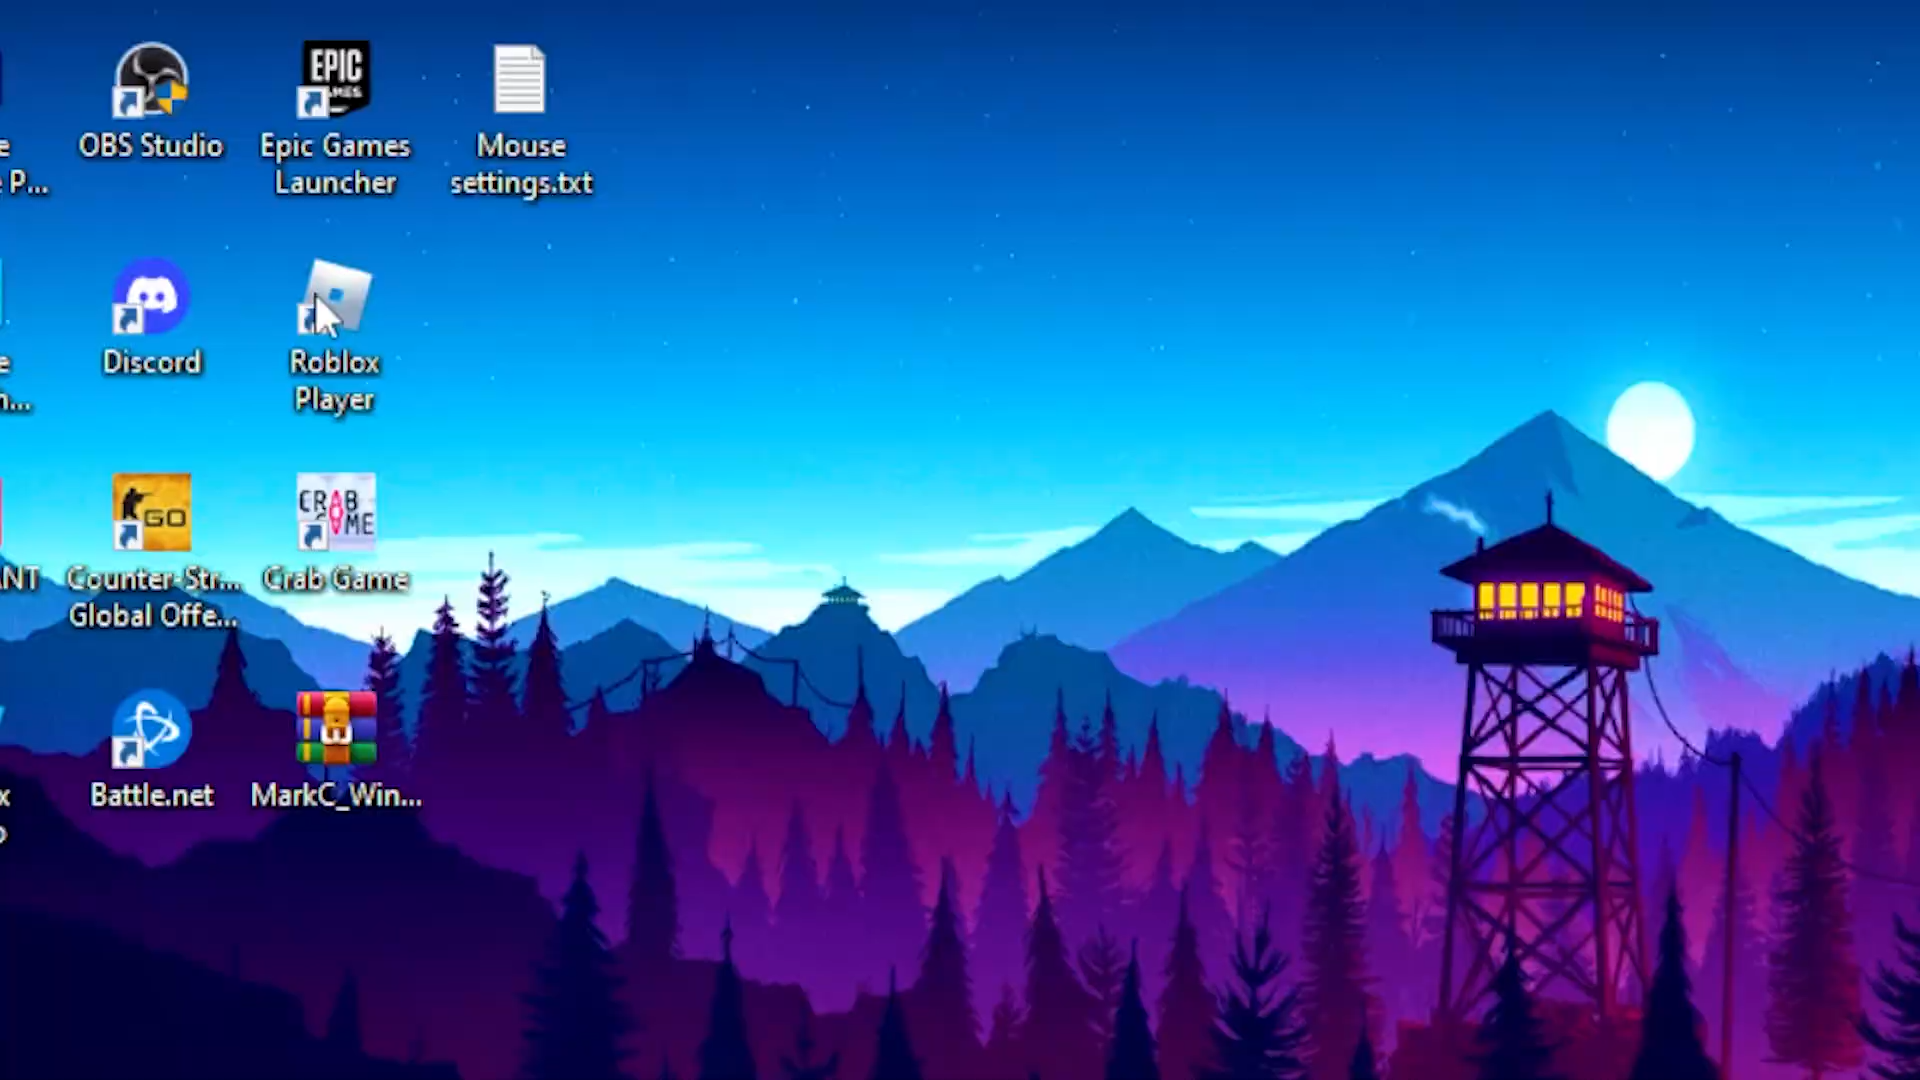 e
P...
OBS Studio
EPIC
GAMES
Epic Games
Launcher
Mouse
settings.txt
e
n...
Discord
Roblox
Player
ANT
GO
Counter-Str...
Global Offe...
CRAB
GAME
Crab Game
x
Battle.net
MarkC_Win...